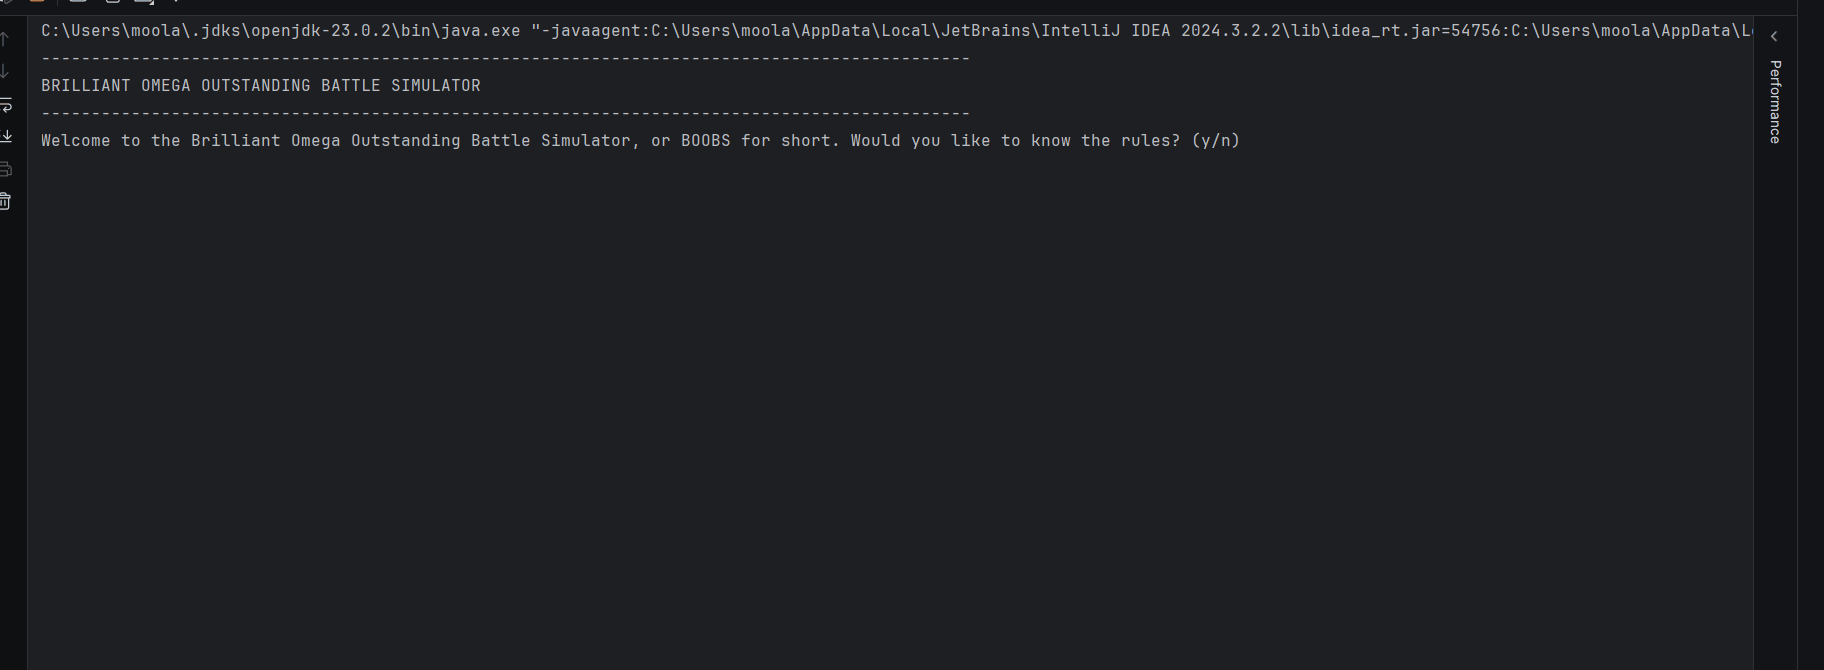 C:\Users\moola\.jdks\openjdk-23.0.2\bin\java.exe "-javaagent:C:\Users\moola\AppData\Local\JetBrains\IntelliJ IDEA 2024.3.2.2\lib\idea_rt.jar=54756:C:\Users\moola\AppData\L
---------------------------------------------------------------------------------------------
BRILLIANT OMEGA OUTSTANDING BATTLE SIMULATOR
---------------------------------------------------------------------------------------------
Welcome to the Brilliant Omega Outstanding Battle Simulator, or BOOBS for short. Would you like to know the rules? (y/n)
Performance